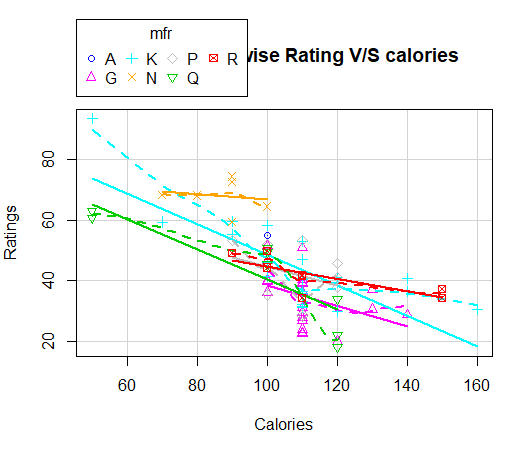 mfr
A K P R
G N Q
wise Rating V/S calories
Ratings
80
60
40
20
60 80 100 120 140 160
Calories